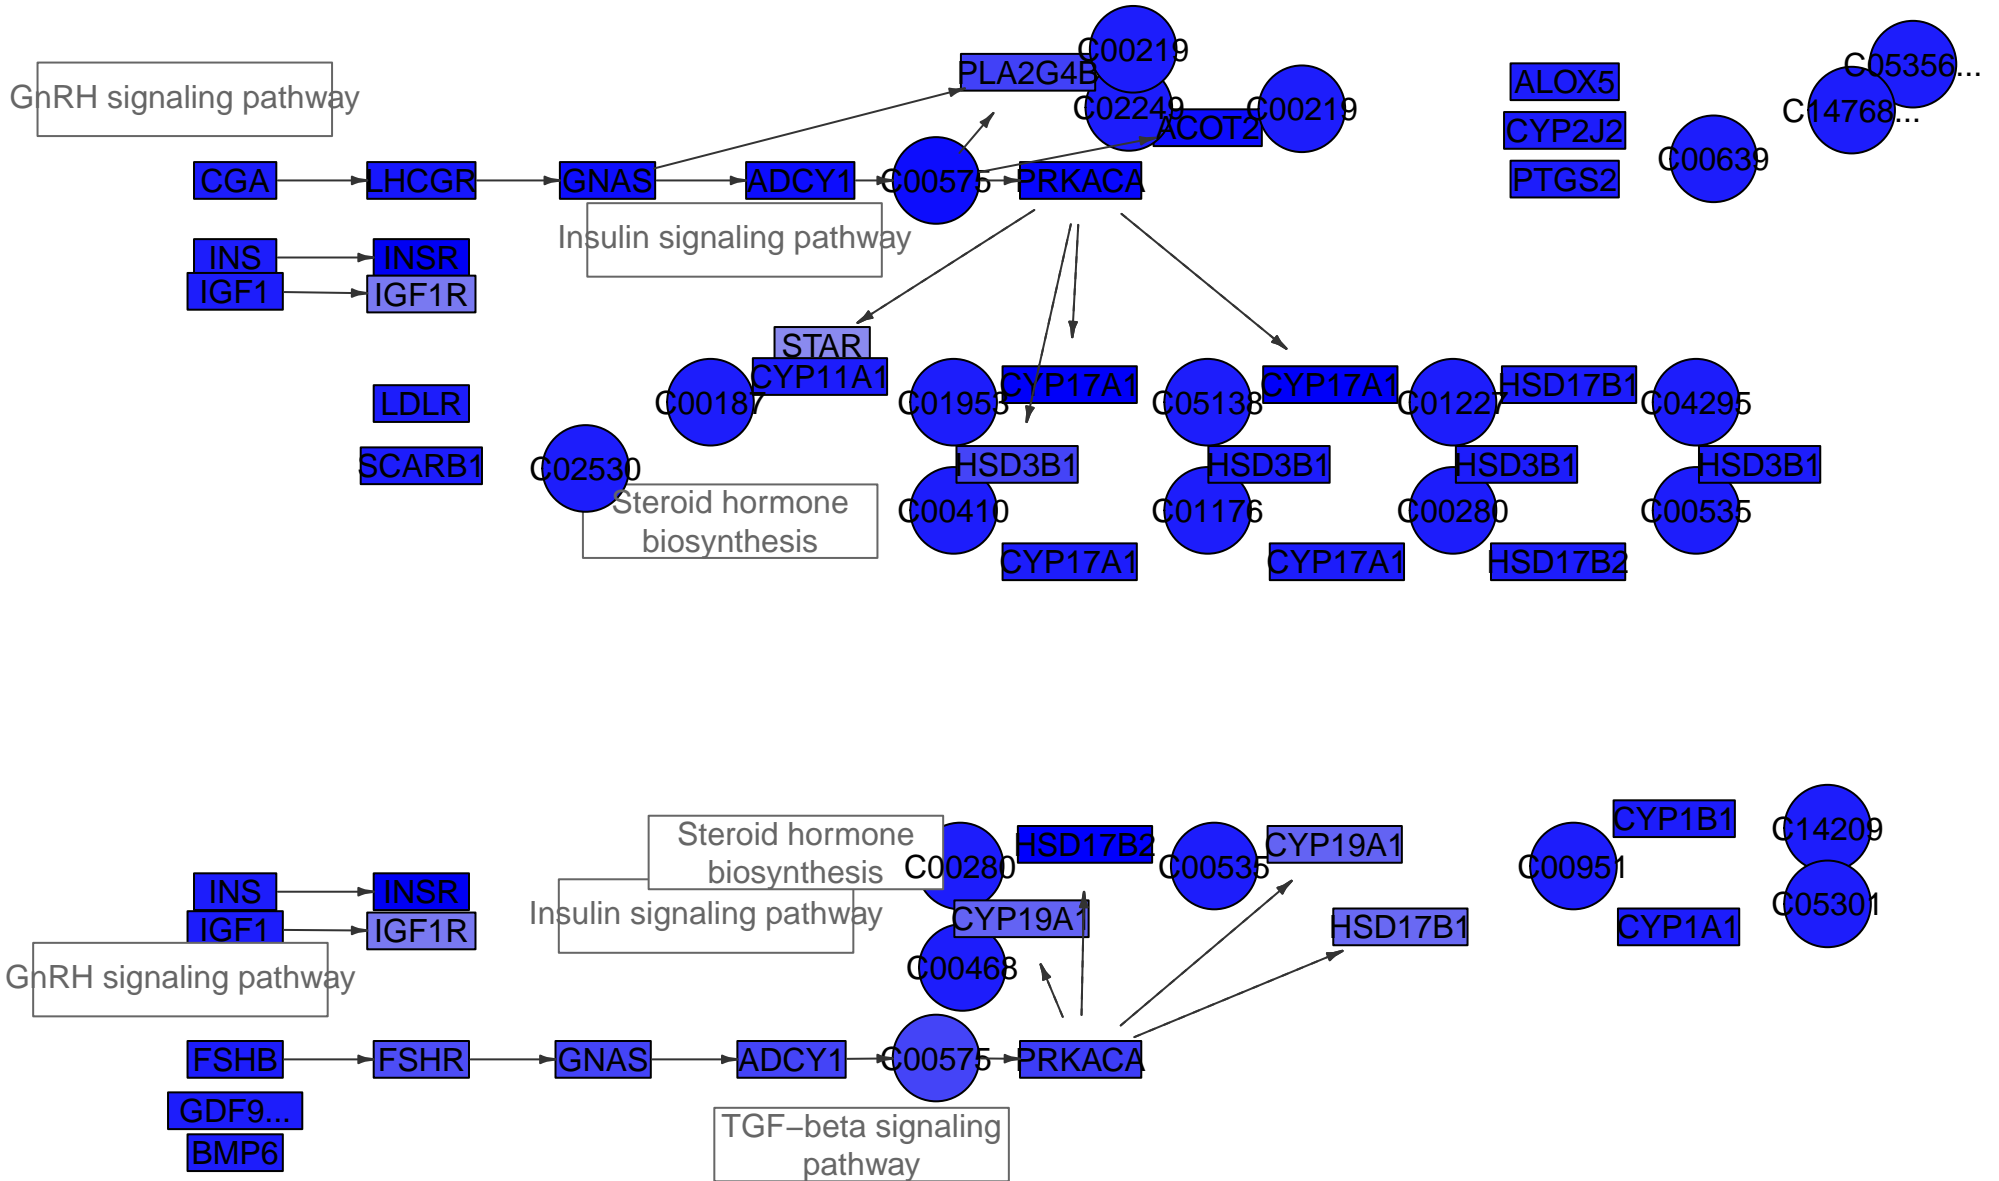 C00219
C05356...
PLA2G4B
GnRH signaling pathway
ALOX5
C02249
C00219
C14768...
ACOT2
CYP2J2
C00639
CGA
LHCGR
GNAS
ADCY1
C00575
PRKACA
PTGS2
Insulin signaling pathway
INS
INSR
IGF1
IGF1R
STAR
CYP11A1
C00187
C01953
CYP17A1
C05138
CYP17A1
C01227
HSD17B1
C04295
LDLR
SCARB1
C02530
HSD3B1
HSD3B1
HSD3B1
HSD3B1
Steroid hormone
biosynthesis
C00410
C01176
C00280
C00535
CYP17A1
CYP17A1
HSD17B2
Steroid hormone
biosynthesis
C00280
HSD17B2
C00535
CYP19A1
C00951
CYP1B1
C14209
INS
INSR
Insulin signaling pathway
CYP19A1
C05301
IGF1
IGF1R
HSD17B1
CYP1A1
GnRH signaling pathway
C00468
FSHB
FSHR
GNAS
ADCY1
C00575
PRKACA
GDF9...
TGF−beta signaling
pathway
BMP6